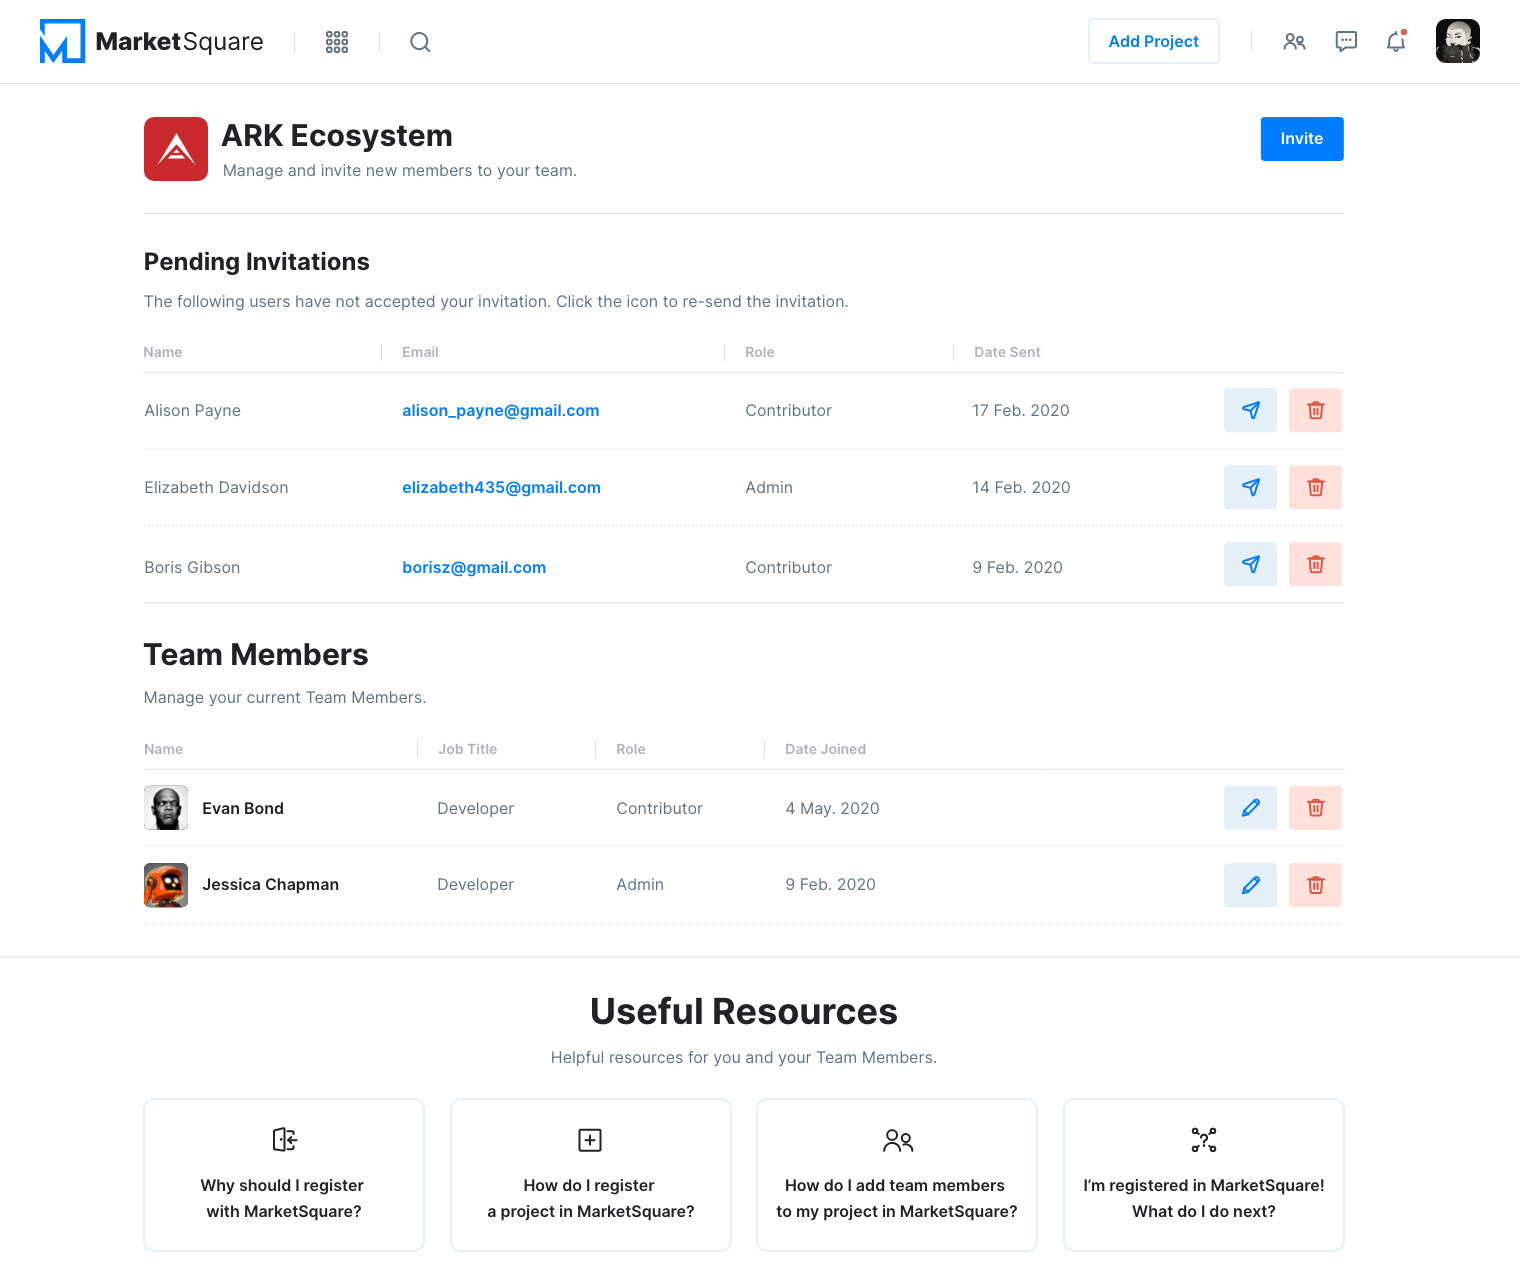 MarketSquare
Add Project
ARK Ecosystem
Manage and invite new members to your team.
Invite
Pending Invitations
The following users have not accepted your invitation. Click the icon to re-send the invitation.
Name Email Role Date Sent
Alison Payne alison_payne@gmail.com Contributor 17 Feb. 2020
Elizabeth Davidson elizabeth435@gmail.com Admin 14 Feb. 2020
Boris Gibson borisz@gmail.com Contributor 9 Feb. 2020
Team Members
Manage your current Team Members.
Name Job Title Role Date Joined
Evan Bond Developer Contributor 4 May. 2020
Jessica Chapman Developer Admin 9 Feb. 2020
Useful Resources
Helpful resources for you and your Team Members.
Why should I register
with MarketSquare?
How do I register
a project in MarketSquare?
How do I add team members
to my project in MarketSquare?
I’m registered in MarketSquare!
What do I do next?